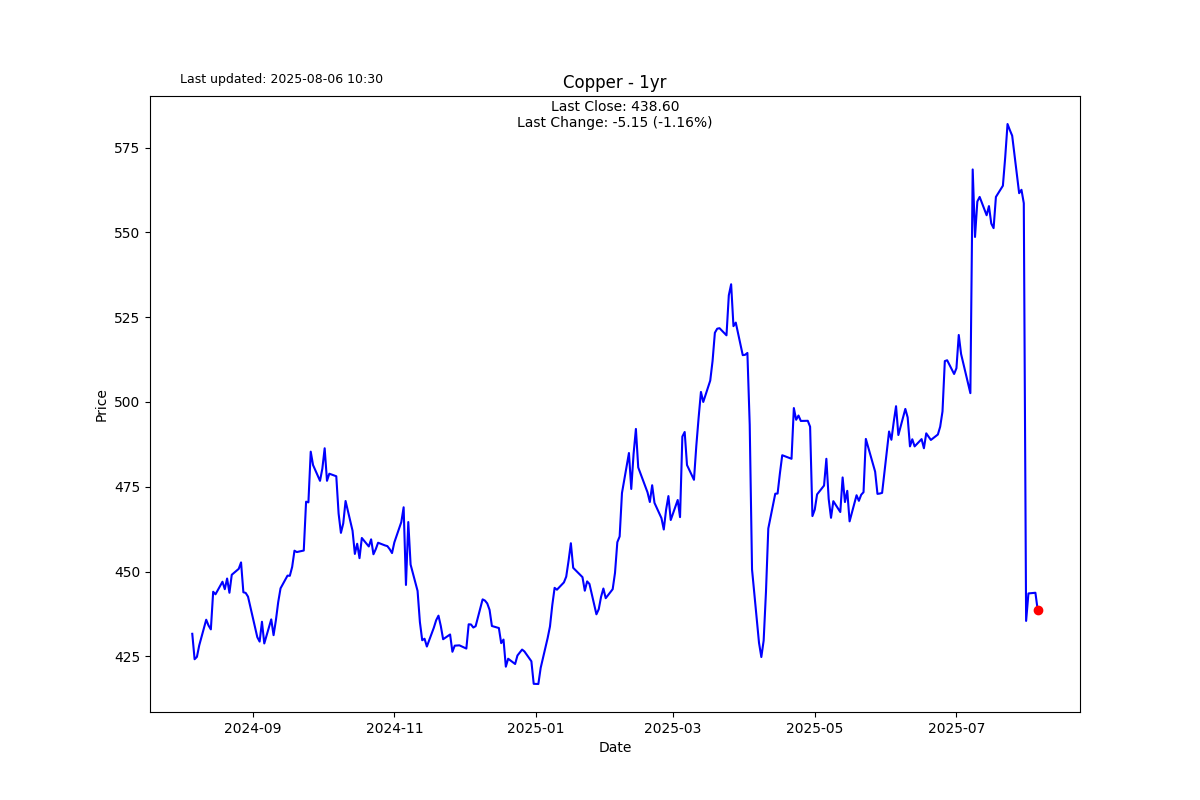 Last updated: 2025-08-06 10:30
Copper - 1yr
Last Close: 438.60
Last Change: -5.15 (-1.16%)
575
550
525
500
475
450
425
Price
2024-09
2024-11
2025-01
2025-03
2025-05
2025-07
Date